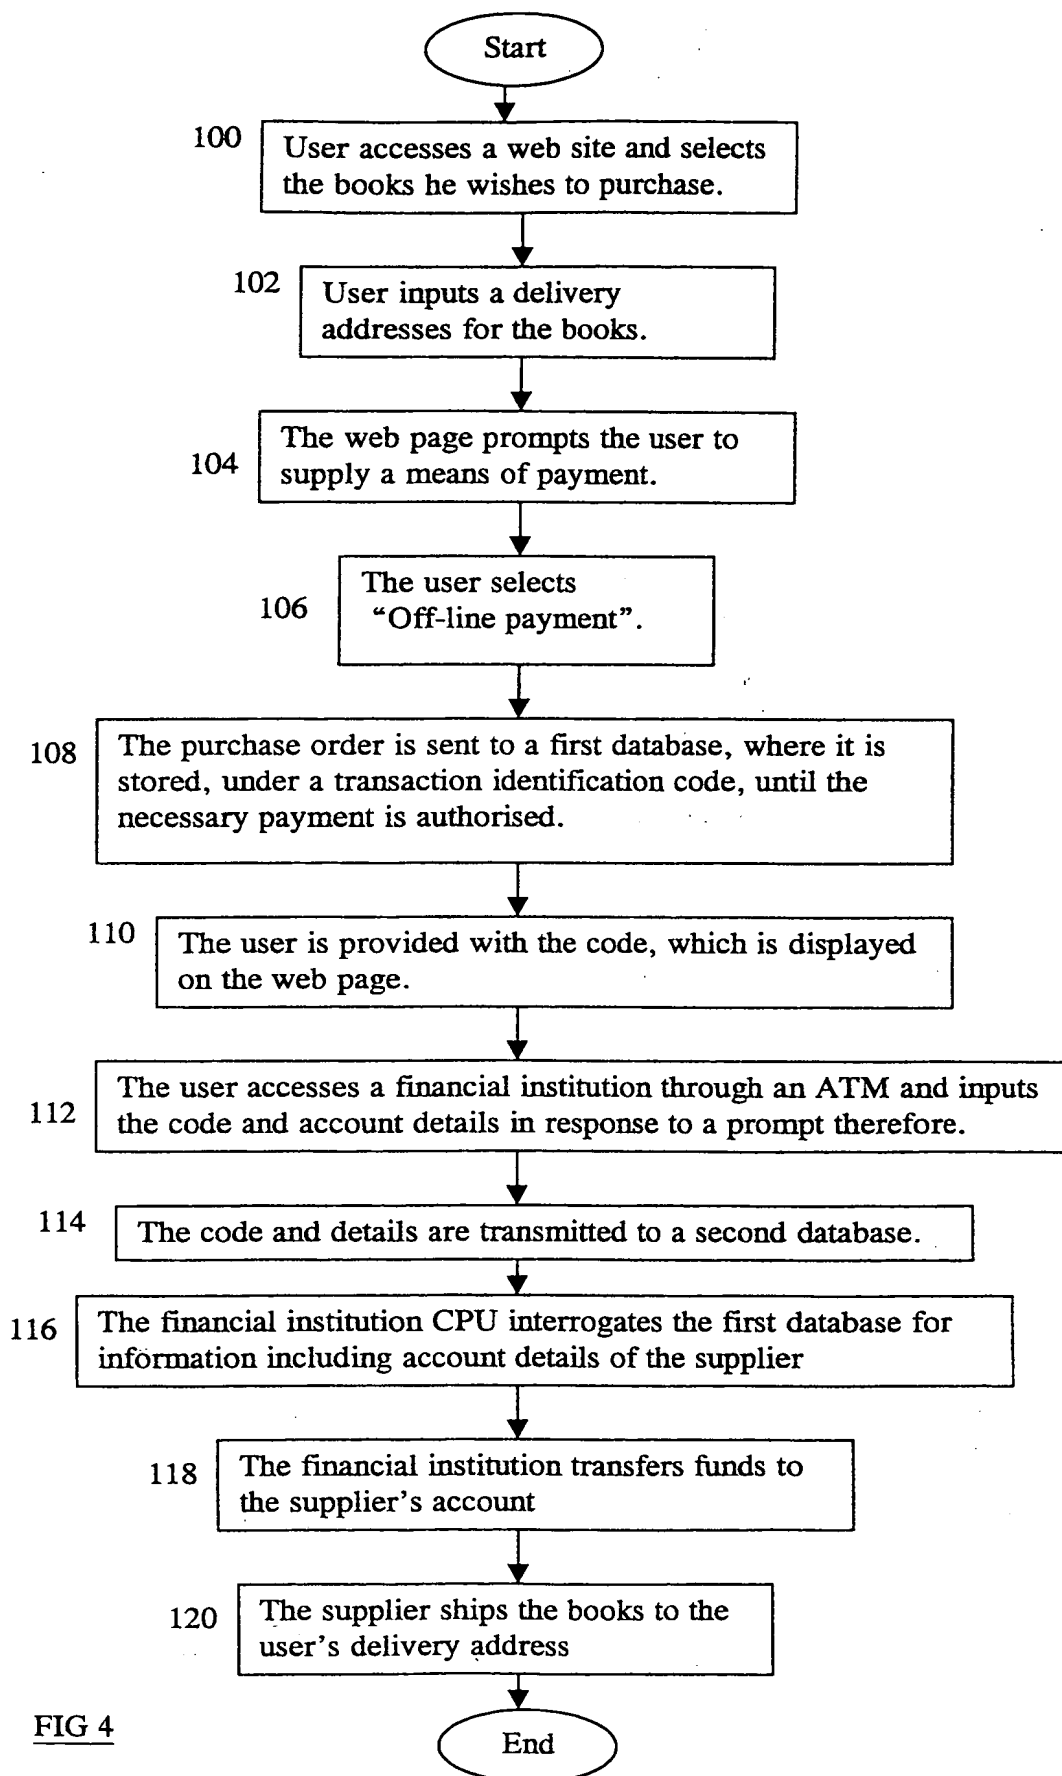 Start
100
User accesses a web site and selects
the books he wishes to purchase.
102
User inputs a delivery
addresses for the books.
104
The web page prompts the user to
supply a means of payment.
106
The user selects
“Off-line payment”.
108
The purchase order is sent to a first database, where it is
stored, under a transaction identification code, until the
necessary payment is authorised.
110
The user is provided with the code, which is displayed
on the web page.
112
The user accesses a financial institution through an ATM and inputs
the code and account details in response to a prompt therefore.
114
The code and details are transmitted to a second database.
116
The financial institution CPU interrogates the first database for
information including account details of the supplier
118
The financial institution transfers funds to
the supplier’s account
120
The supplier ships the books to the
user’s delivery address
FIG 4
End